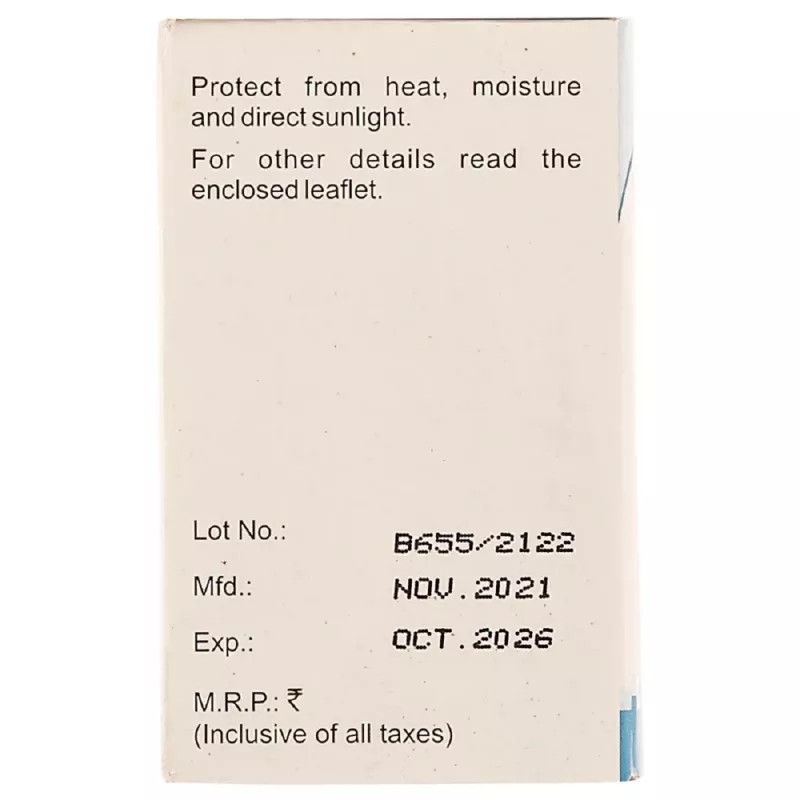 Protect from heat, moisture
and direct sunlight.
For other details read the
enclosed leaflet.
Lot No.: B655/2122
Mfd.: NOV.2021
Exp.: OCT.2026
M.R.P.: ₹
(Inclusive of all taxes)